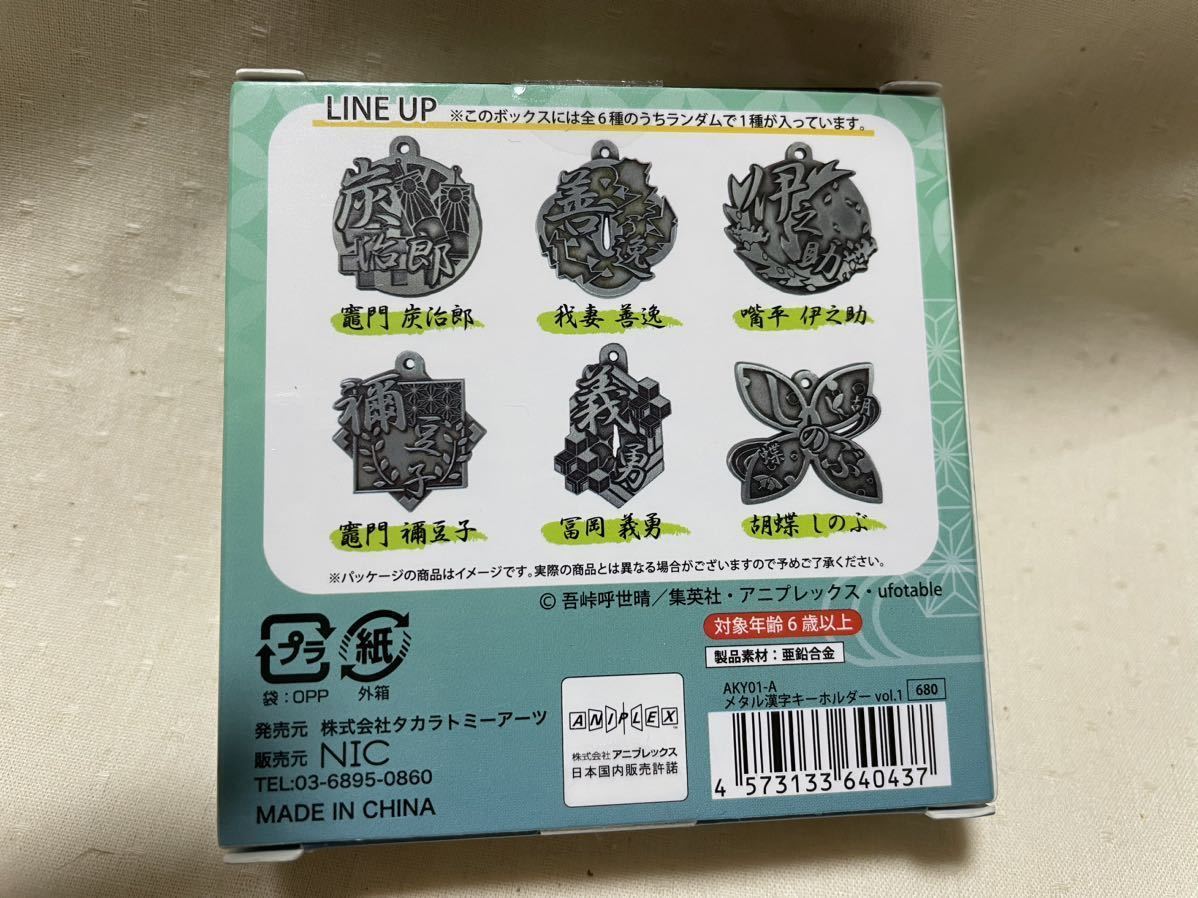 LINE UP ※このボックスには全6種のうちランダムで1種が入っています。
炭治郎
善逸
伊之助
竈門 炭治郎
我妻 善逸
嘴平 伊之助
禰豆子
義勇
胡蝶
しのぶ
竈門 禰豆子
冨岡 義勇
胡蝶 しのぶ
※パッケージの商品はイメージです。実際の商品とは異なる場合がございますので予めご了承ください。
© 吾峠呼世晴／集英社・アニプレックス・ufotable
対象年齢6歳以上
製品素材：亜鉛合金
プラ
紙
袋：OPP
外箱
発売元 株式会社タカラトミーアーツ
販売元 NIC
TEL:03-6895-0860
MADE IN CHINA
ANIPLEX
株式会社 アニプレックス
日本国内販売許諾
AKY01-A
メタル漢字キーホルダー vol.1 680
4 573133 640437